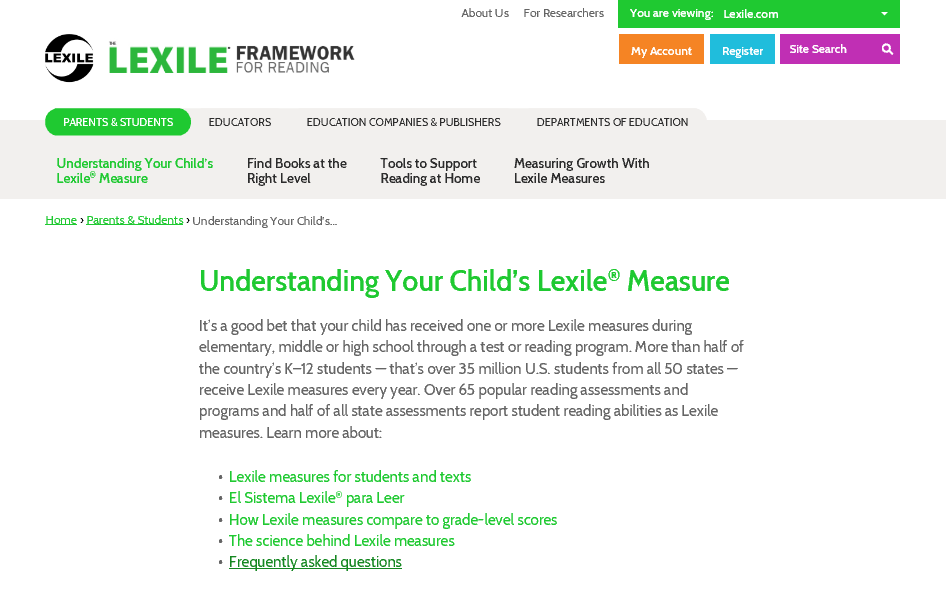 About Us For Researchers You are viewing: Lexile.com
LEXILE THE LEXILE™ FRAMEWORK FOR READING
My Account Register Site Search
PARENTS & STUDENTS EDUCATORS EDUCATION COMPANIES & PUBLISHERS DEPARTMENTS OF EDUCATION
Understanding Your Child's
Lexile® Measure
Find Books at the
Right Level
Tools to Support
Reading at Home
Measuring Growth With
Lexile Measures
Home › Parents & Students › Understanding Your Child's...
Understanding Your Child's Lexile® Measure
It's a good bet that your child has received one or more Lexile measures during
elementary, middle or high school through a test or reading program. More than half of
the country's K–12 students — that's over 35 million U.S. students from all 50 states —
receive Lexile measures every year. Over 65 popular reading assessments and
programs and half of all state assessments report student reading abilities as Lexile
measures. Learn more about:
• Lexile measures for students and texts
• El Sistema Lexile® para Leer
• How Lexile measures compare to grade-level scores
• The science behind Lexile measures
• Frequently asked questions